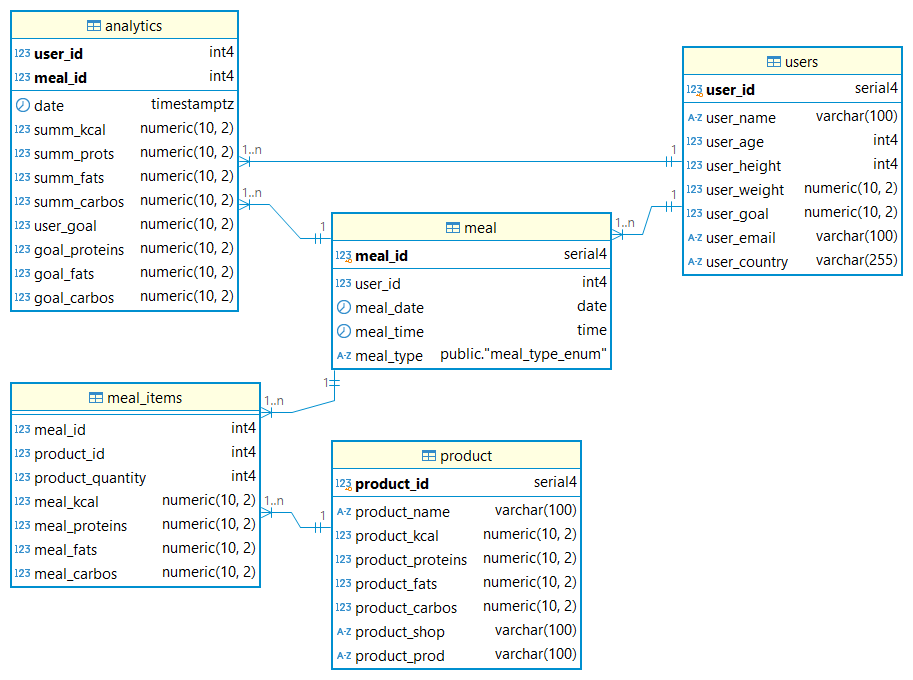 analytics
123 user_id int4
123 meal_id int4
date timestamptz
123 summ_kcal numeric(10, 2)
123 summ_prots numeric(10, 2)
123 summ_fats numeric(10, 2)
123 summ_carbos numeric(10, 2)
123 user_goal numeric(10, 2)
123 goal_proteins numeric(10, 2)
123 goal_fats numeric(10, 2)
123 goal_carbos numeric(10, 2)
1..n
1
1..n
1
users
123 user_id serial4
A-Z user_name varchar(100)
123 user_age int4
123 user_height int4
123 user_weight numeric(10, 2)
123 user_goal numeric(10, 2)
A-Z user_email varchar(100)
A-Z user_country varchar(255)
1
1..n
meal
123 meal_id serial4
123 user_id int4
meal_date date
meal_time time
A-Z meal_type public."meal_type_enum"
1
1..n
meal_items
123 meal_id int4
123 product_id int4
123 product_quantity int4
123 meal_kcal numeric(10, 2)
123 meal_proteins numeric(10, 2)
123 meal_fats numeric(10, 2)
123 meal_carbos numeric(10, 2)
1..n
1
product
123 product_id serial4
A-Z product_name varchar(100)
123 product_kcal numeric(10, 2)
123 product_proteins numeric(10, 2)
123 product_fats numeric(10, 2)
123 product_carbos numeric(10, 2)
A-Z product_shop varchar(100)
A-Z product_prod varchar(100)